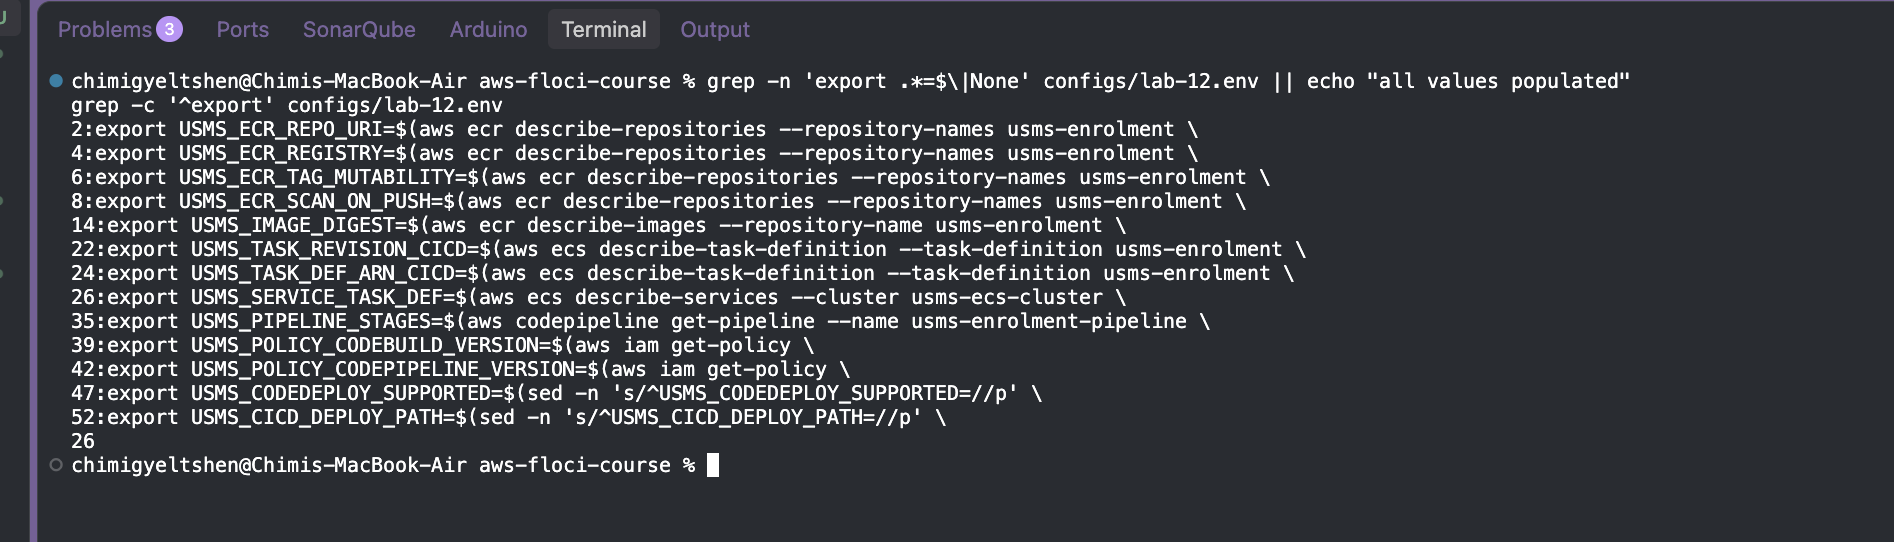 Problems 3 Ports SonarQube Arduino Terminal Output
chimigyeltshen@Chimis-MacBook-Air aws-floci-course % grep -n 'export .*=$\|None' configs/lab-12.env || echo "all values populated"
grep -c '^export' configs/lab-12.env
2:export USMS_ECR_REPO_URI=$(aws ecr describe-repositories --repository-names usms-enrolment \
4:export USMS_ECR_REGISTRY=$(aws ecr describe-repositories --repository-names usms-enrolment \
6:export USMS_ECR_TAG_MUTABILITY=$(aws ecr describe-repositories --repository-names usms-enrolment \
8:export USMS_ECR_SCAN_ON_PUSH=$(aws ecr describe-repositories --repository-names usms-enrolment \
14:export USMS_IMAGE_DIGEST=$(aws ecr describe-images --repository-name usms-enrolment \
22:export USMS_TASK_REVISION_CICD=$(aws ecs describe-task-definition --task-definition usms-enrolment \
24:export USMS_TASK_DEF_ARN_CICD=$(aws ecs describe-task-definition --task-definition usms-enrolment \
26:export USMS_SERVICE_TASK_DEF=$(aws ecs describe-services --cluster usms-ecs-cluster \
35:export USMS_PIPELINE_STAGES=$(aws codepipeline get-pipeline --name usms-enrolment-pipeline \
39:export USMS_POLICY_CODEBUILD_VERSION=$(aws iam get-policy \
42:export USMS_POLICY_CODEPIPELINE_VERSION=$(aws iam get-policy \
47:export USMS_CODEDEPLOY_SUPPORTED=$(sed -n 's/^USMS_CODEDEPLOY_SUPPORTED=//p' \
52:export USMS_CICD_DEPLOY_PATH=$(sed -n 's/^USMS_CICD_DEPLOY_PATH=//p' \
26
chimigyeltshen@Chimis-MacBook-Air aws-floci-course %